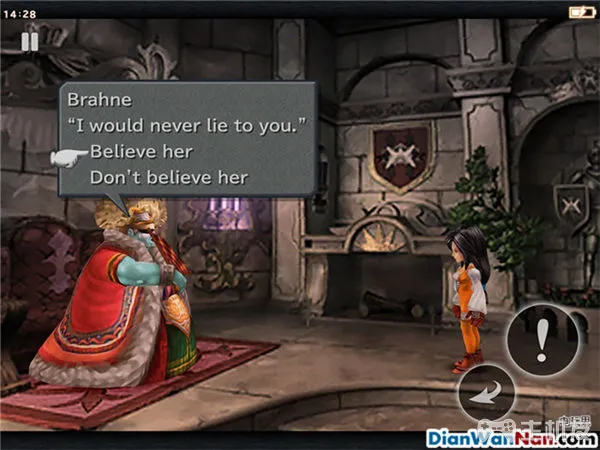 14:28
Brahne
“I would never lie to you.”
Believe her
Don’t believe her
DianWanNan.com